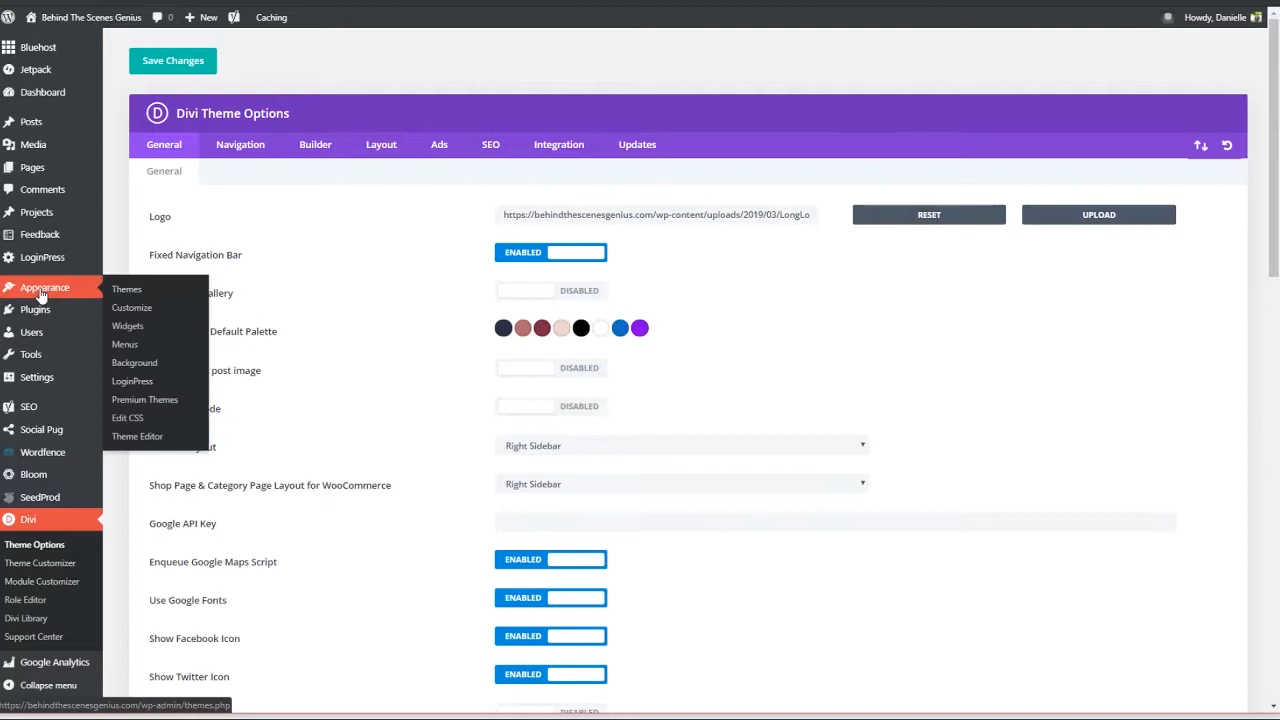 Behind The Scenes Genius
0
New
Caching
Howdy, Danielle
Bluehost
Jetpack
Dashboard
Posts
Media
Pages
Comments
Projects
Feedback
LoginPress
Appearance
Plugins
Users
Tools
Settings
SEO
Social Pug
Wordfence
Bloom
SeedProd
Divi
Theme Options
Theme Customizer
Module Customizer
Role Editor
Divi Library
Support Center
Google Analytics
Collapse menu
https://behindthescenesgenius.com/wp-admin/themes.php
Themes
Customize
Widgets
Menus
Background
LoginPress
Premium Themes
Edit CSS
Theme Editor
Save Changes
D Divi Theme Options
General Navigation Builder Layout Ads SEO Integration Updates
General
Logo https://behindthescenesgenius.com/wp-content/uploads/2019/03/LongLo RESET UPLOAD
Fixed Navigation Bar ENABLED
allery DISABLED
Default Palette
post image DISABLED
de DISABLED
ut Right Sidebar
Shop Page & Category Page Layout for WooCommerce Right Sidebar
Google API Key
Enqueue Google Maps Script ENABLED
Use Google Fonts ENABLED
Show Facebook Icon ENABLED
Show Twitter Icon ENABLED
DISABLED